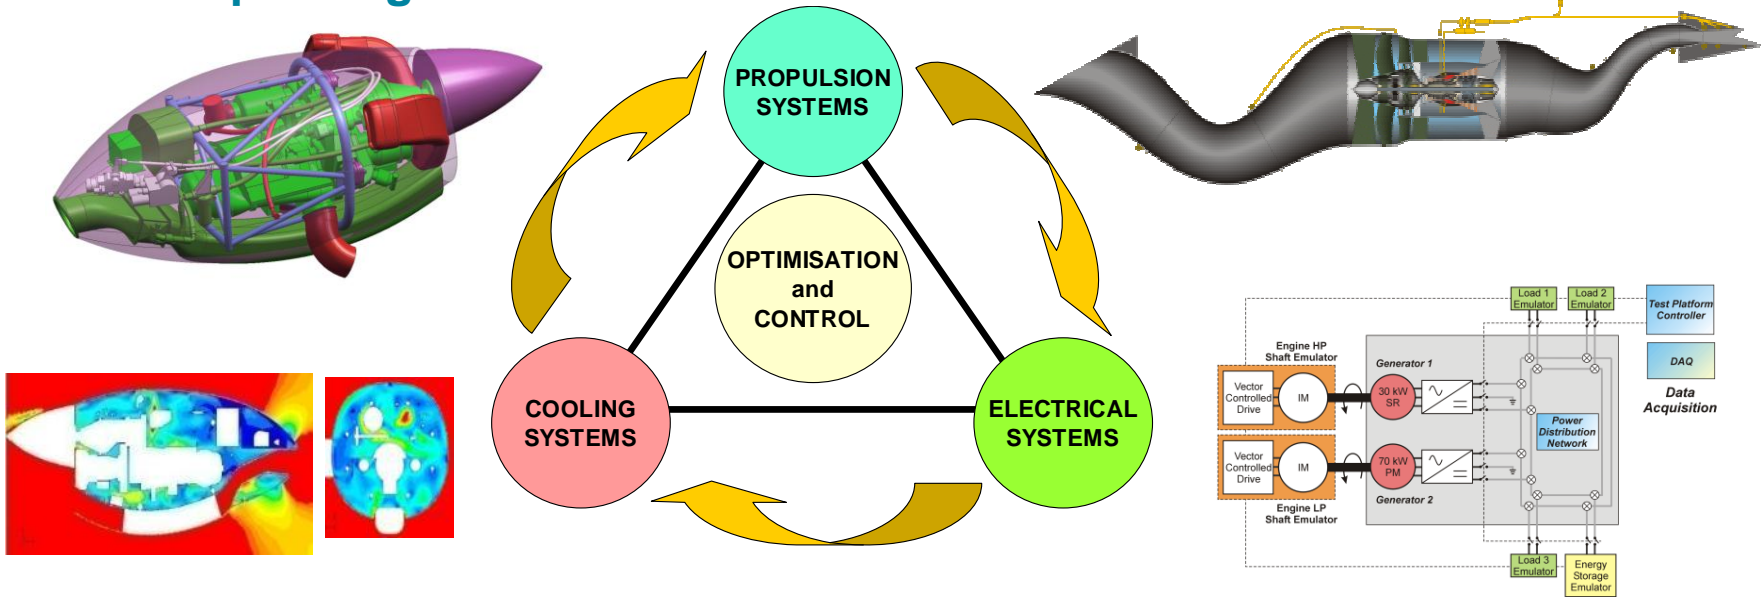 PROPULSION
SYSTEMS
OPTIMISATION
and
CONTROL
COOLING
SYSTEMS
ELECTRICAL
SYSTEMS
Load 1
Emulator
Load 2
Emulator
Test Platform
Controller
DAQ
Data
Acquisition
Engine HP
Shaft Emulator
Generator 1
Vector
Controlled
Drive
IM
30 kW
SR
Power
Distribution
Network
Vector
Controlled
Drive
IM
70 kW
PM
Generator 2
Engine LP
Shaft Emulator
Load 3
Emulator
Energy
Storage
Emulator